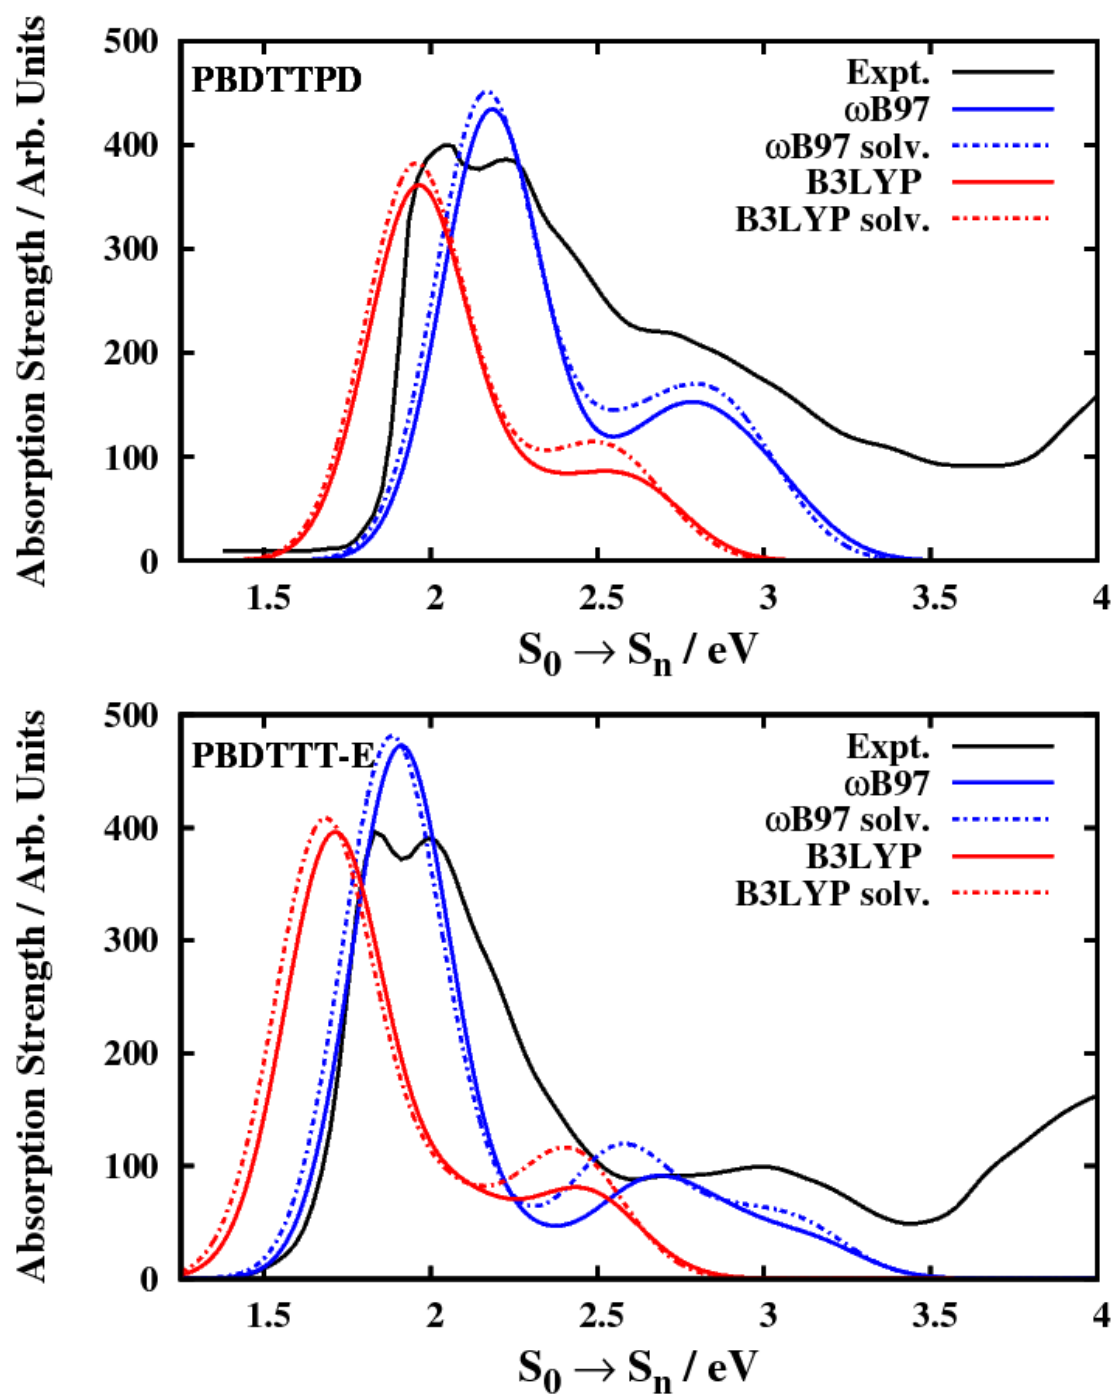 PBDTTPD
Expt.
ωB97
ωB97 solv.
B3LYP
B3LYP solv.
Absorption Strength / Arb. Units
500
400
300
200
100
0
1.5 2 2.5 3 3.5 4
S₀ → Sₙ / eV
PBDTTT-E
Expt.
ωB97
ωB97 solv.
B3LYP
B3LYP solv.
Absorption Strength / Arb. Units
500
400
300
200
100
0
1.5 2 2.5 3 3.5 4
S₀ → Sₙ / eV